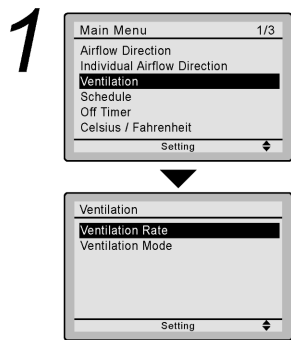 1
Main Menu 1/3
Airflow Direction
Individual Airflow Direction
Ventilation
Schedule
Off Timer
Celsius / Fahrenheit
Setting
Ventilation
Ventilation Rate
Ventilation Mode
Setting